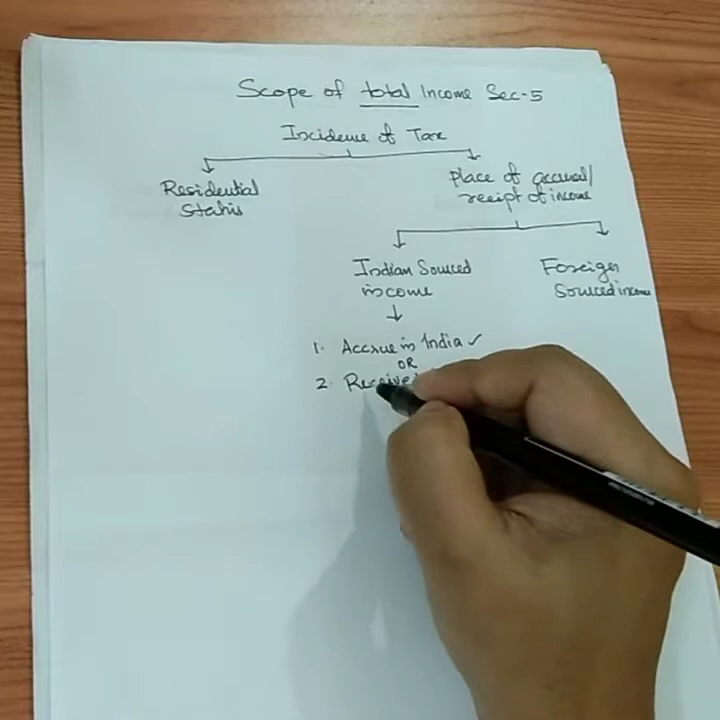 Scope of total Income Sec-5
Incidence of Tax
Residential
Status
Place of accrual/
receipt of income
Indian Sourced
income
Foreign
Sourced income
1. Accrue in India ✓
OR
2. Received